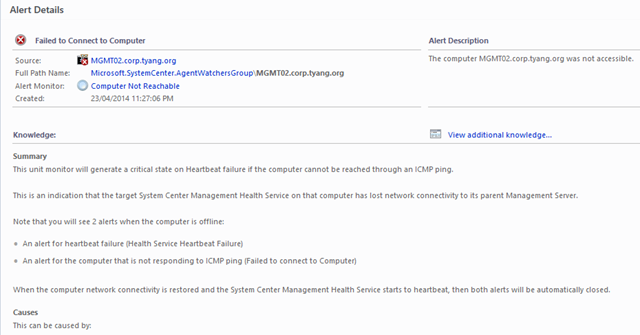 Alert Details
Failed to Connect to Computer
Source: MGMT02.corp.tyang.org
Full Path Name: Microsoft.SystemCenter.AgentWatchersGroup\MGMT02.corp.tyang.org
Alert Monitor: Computer Not Reachable
Created: 23/04/2014 11:27:06 PM
Alert Description
The computer MGMT02.corp.tyang.org was not accessible.
Knowledge:
View additional knowledge...
Summary
This unit monitor will generate a critical state on Heartbeat failure if the computer cannot be reached through an ICMP ping.
This is an indication that the target System Center Management Health Service on that computer has lost network connectivity to its parent Management Server.
Note that you will see 2 alerts when the computer is offline:
An alert for heartbeat failure (Health Service Heartbeat Failure)
An alert for the computer that is not responding to ICMP ping (Failed to connect to Computer)
When the computer network connectivity is restored and the System Center Management Health Service starts to heartbeat, then both alerts will be automatically closed.
Causes
This can be caused by: